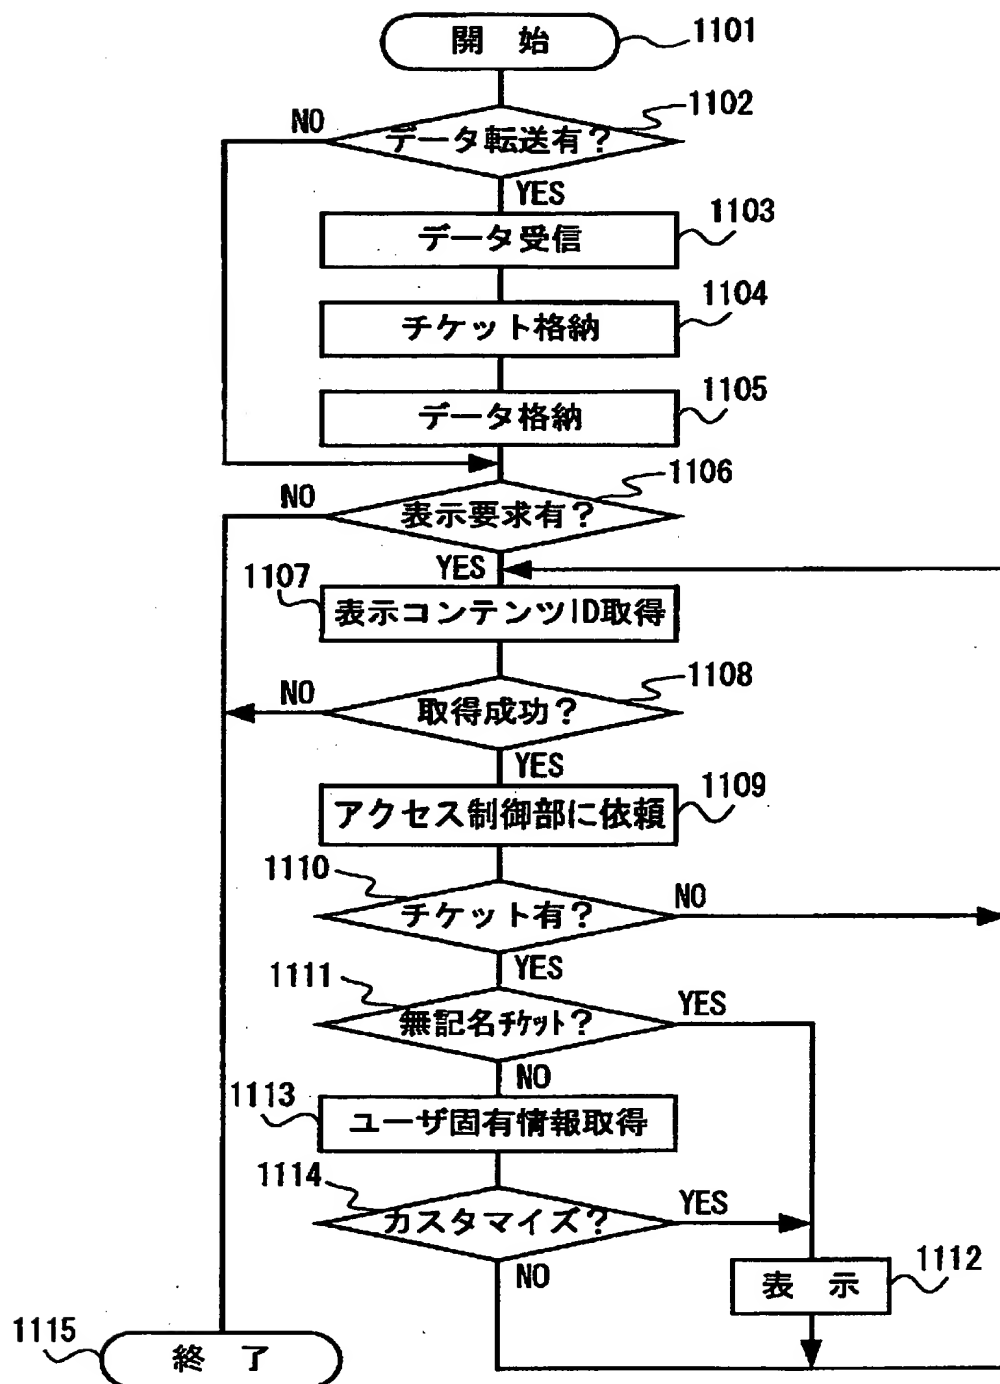 開 始
1101
データ転送有?
1102
NO
YES
データ受信
1103
チケット格納
1104
データ格納
1105
表示要求有?
1106
NO
YES
1107
表示コンテンツID取得
取得成功?
1108
NO
YES
アクセス制御部に依頼
1109
1110
チケット有?
NO
YES
1111
無記名チケット?
YES
NO
1113
ユーザ固有情報取得
1114
カスタマイズ?
YES
NO
表 示
1112
1115
終 了